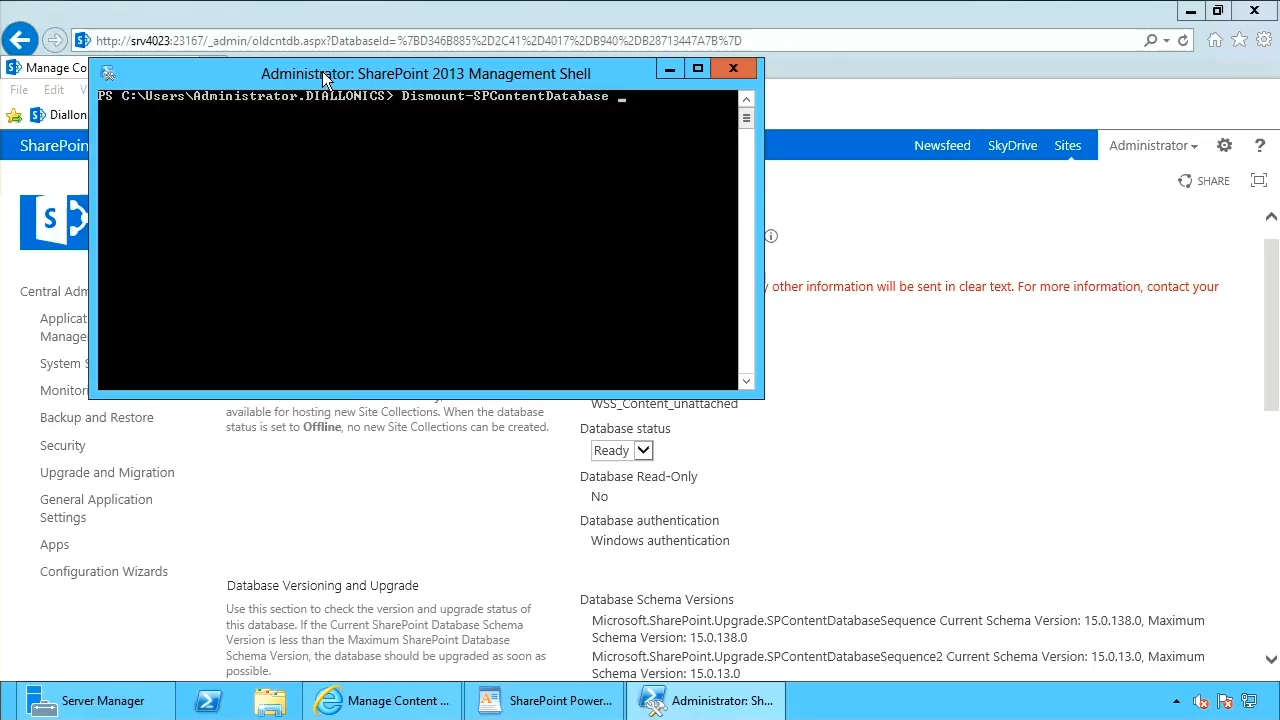 http://srv4023:23167/_admin/oldcntdb.aspx?DatabaseId=%7BD346B885%2D2C41%2D4017%2DB940%2DB28713447A7B%7D
Manage Co
File Edit V
Diallon
Administrator: SharePoint 2013 Management Shell
PS C:\Users\Administrator.DIALLONICS> Dismount-SPContentDatabase _
SharePoin
Newsfeed SkyDrive Sites Administrator ?
SHARE
S
y other information will be sent in clear text. For more information, contact your
Central Adm
Applicat
Manage
System S
Monitori
Backup and Restore
Security
Upgrade and Migration
General Application
Settings
Apps
Configuration Wizards
available for hosting new Site Collections. When the database
status is set to Offline, no new Site Collections can be created.
WSS_Content_unattached
Database status
Ready
Database Read-Only
No
Database authentication
Windows authentication
Database Versioning and Upgrade
Use this section to check the version and upgrade status of
this database. If the Current SharePoint Database Schema
Version is less than the Maximum SharePoint Database
Schema Version, the database should be upgraded as soon as
possible.
Database Schema Versions
Microsoft.SharePoint.Upgrade.SPContentDatabaseSequence Current Schema Version: 15.0.138.0, Maximum
Schema Version: 15.0.138.0
Microsoft.SharePoint.Upgrade.SPContentDatabaseSequence2 Current Schema Version: 15.0.13.0, Maximum
Schema Version: 15.0.13.0
Server Manager
Manage Content ...
SharePoint Power...
Administrator: Sh...